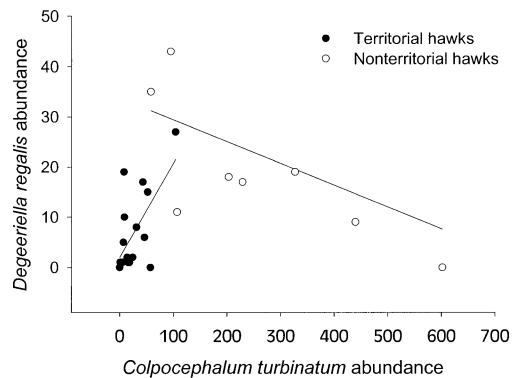 50
40
30
20
10
0
Degeeriella regalis abundance
Territorial hawks
Nonterritorial hawks
0 100 200 300 400 500 600 700
Colpocephalum turbinatum abundance